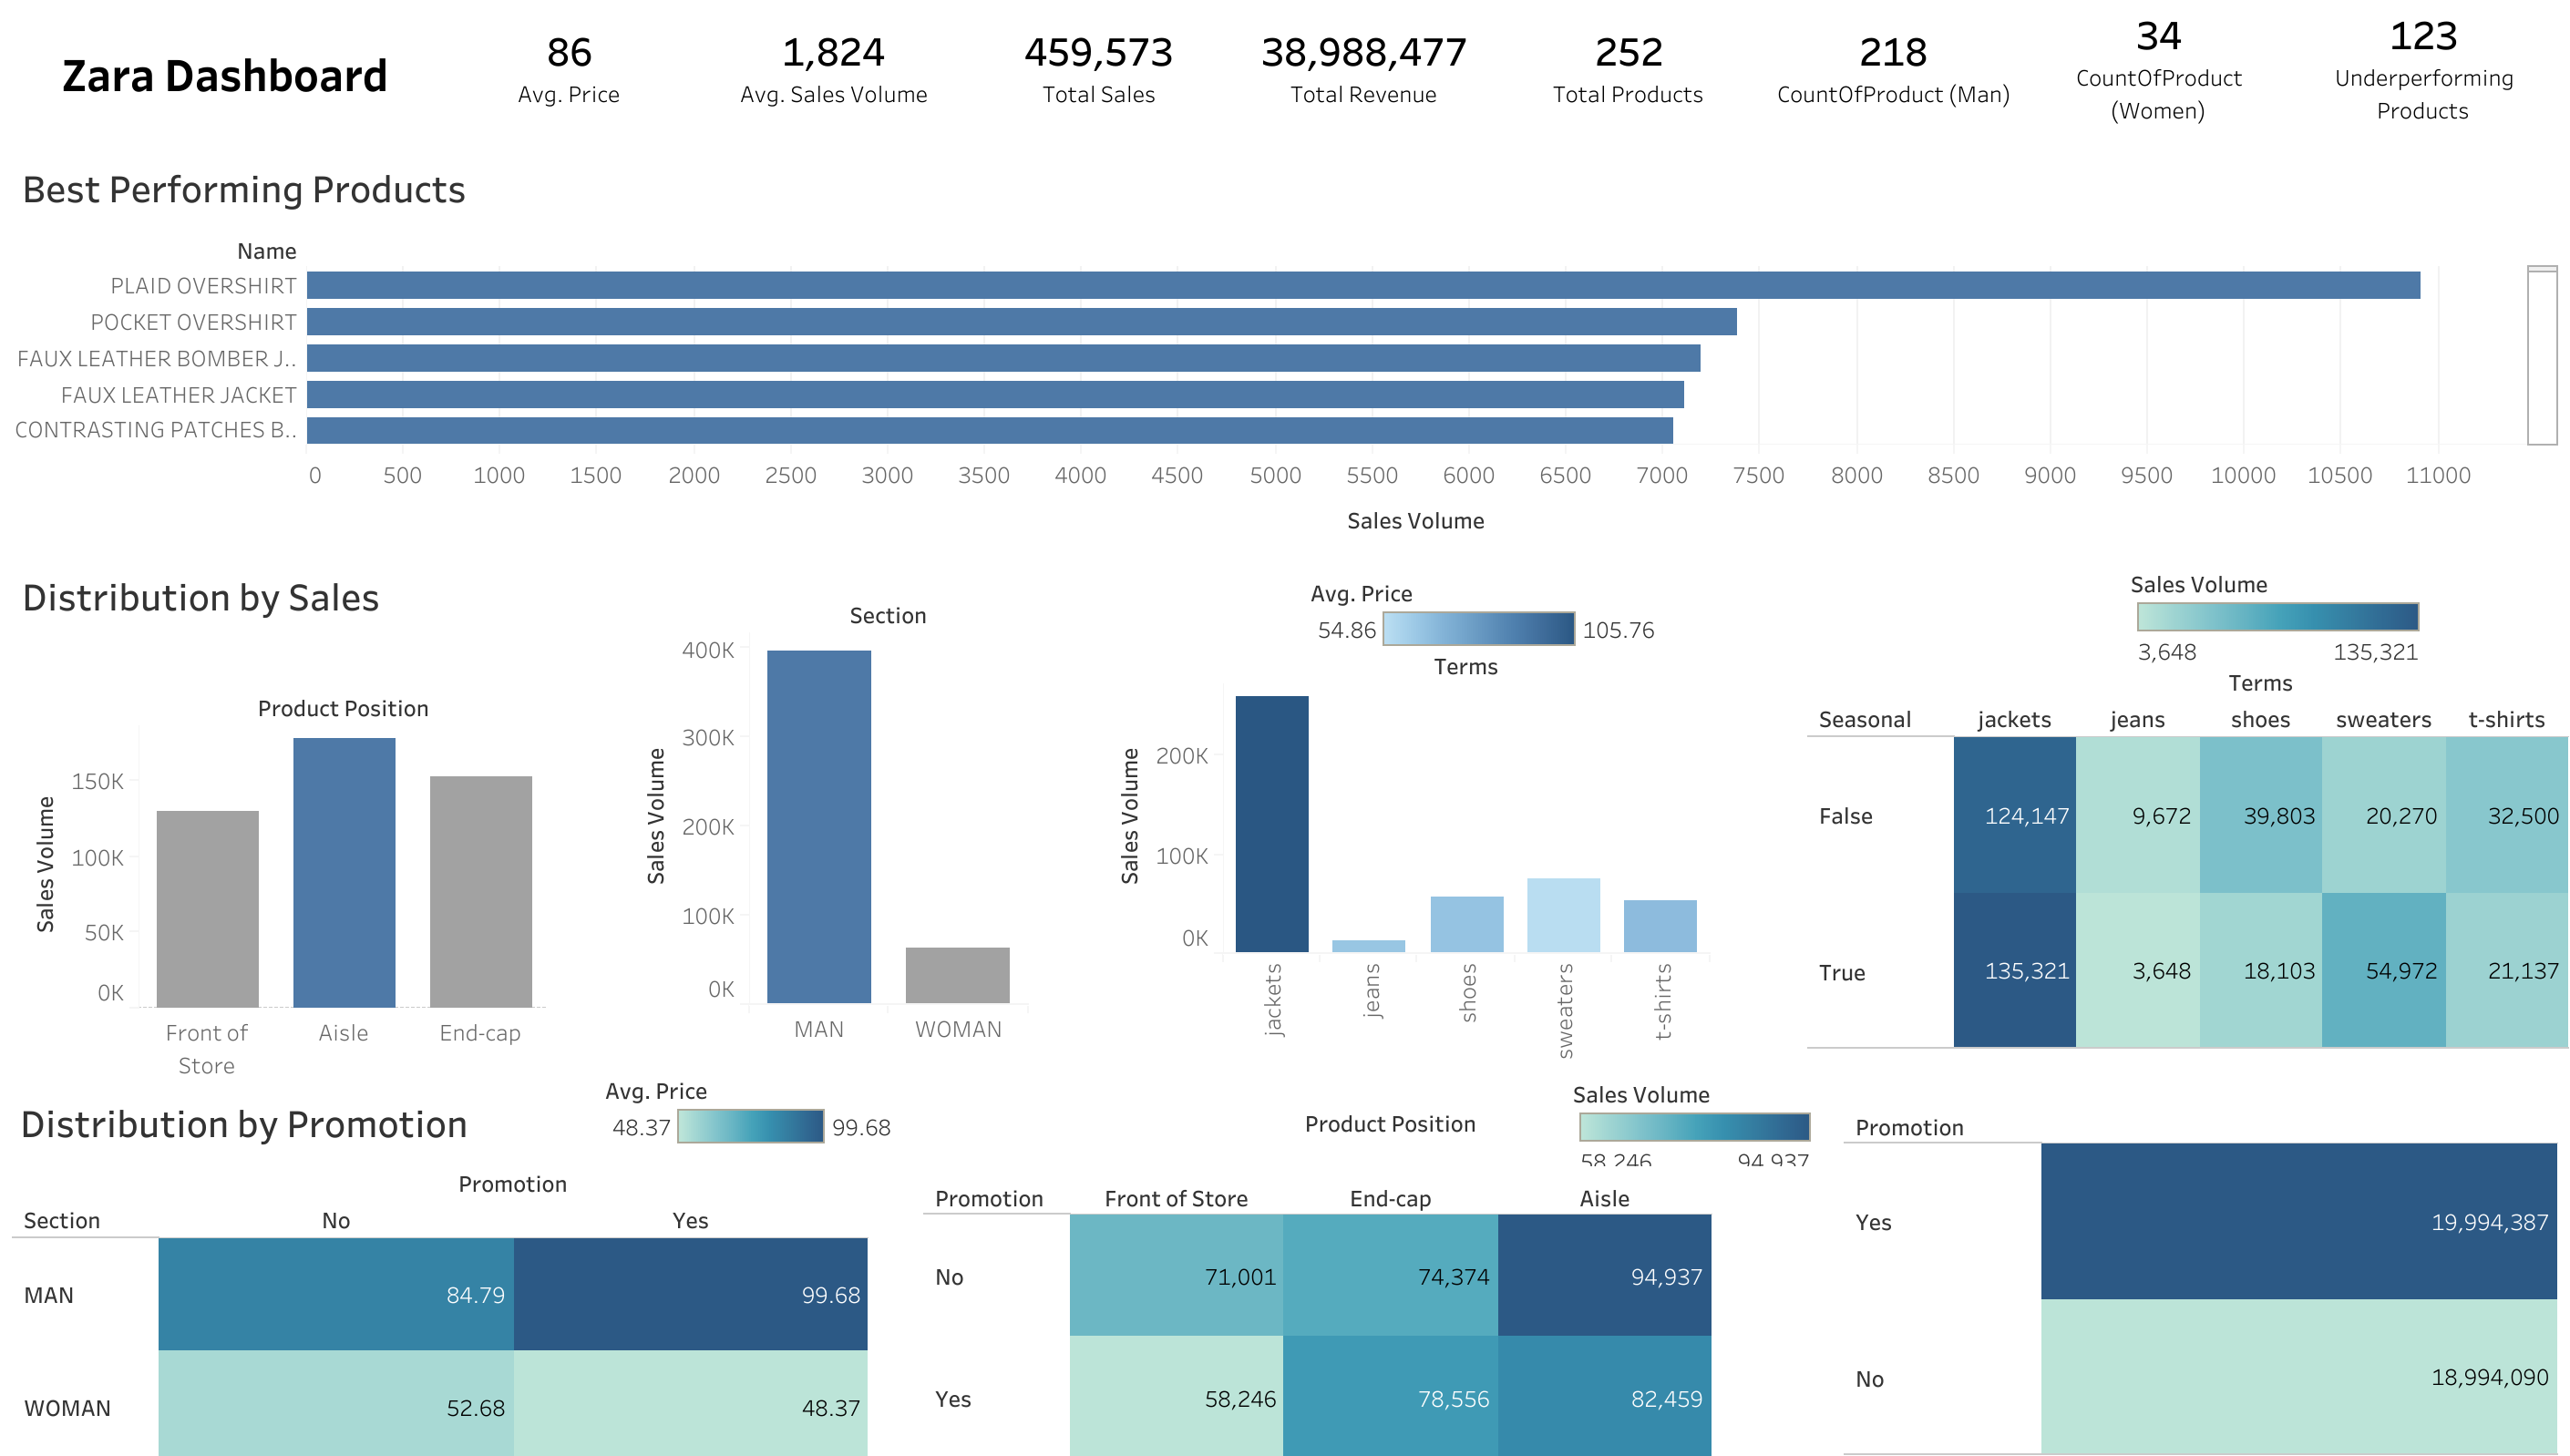 Zara Dashboard
86
Avg. Price
1,824
Avg. Sales Volume
459,573
Total Sales
38,988,477
Total Revenue
252
Total Products
218
CountOfProduct (Man)
34
CountOfProduct
(Women)
123
Underperforming
Products
Best Performing Products
Name
PLAID OVERSHIRT
POCKET OVERSHIRT
FAUX LEATHER BOMBER J..
FAUX LEATHER JACKET
CONTRASTING PATCHES B..
0 500 1000 1500 2000 2500 3000 3500 4000 4500 5000 5500 6000 6500 7000 7500 8000 8500 9000 9500 10000 10500 11000
Sales Volume
Distribution by Sales
Product Position
Sales Volume
150K
100K
50K
0K
Front of
Store
Aisle
End-cap
Section
Sales Volume
400K
300K
200K
100K
0K
MAN
WOMAN
Avg. Price
54.86 105.76
Terms
Sales Volume
200K
100K
0K
jackets
jeans
shoes
sweaters
t-shirts
Sales Volume
3,648 135,321
Terms
Seasonal jackets jeans shoes sweaters t-shirts
False 124,147 9,672 39,803 20,270 32,500
True 135,321 3,648 18,103 54,972 21,137
Distribution by Promotion
Avg. Price
48.37 99.68
Promotion
Section No Yes
MAN 84.79 99.68
WOMAN 52.68 48.37
Product Position
Sales Volume
58,246 94,937
Promotion Front of Store End-cap Aisle
No 71,001 74,374 94,937
Yes 58,246 78,556 82,459
Promotion
Yes 19,994,387
No 18,994,090